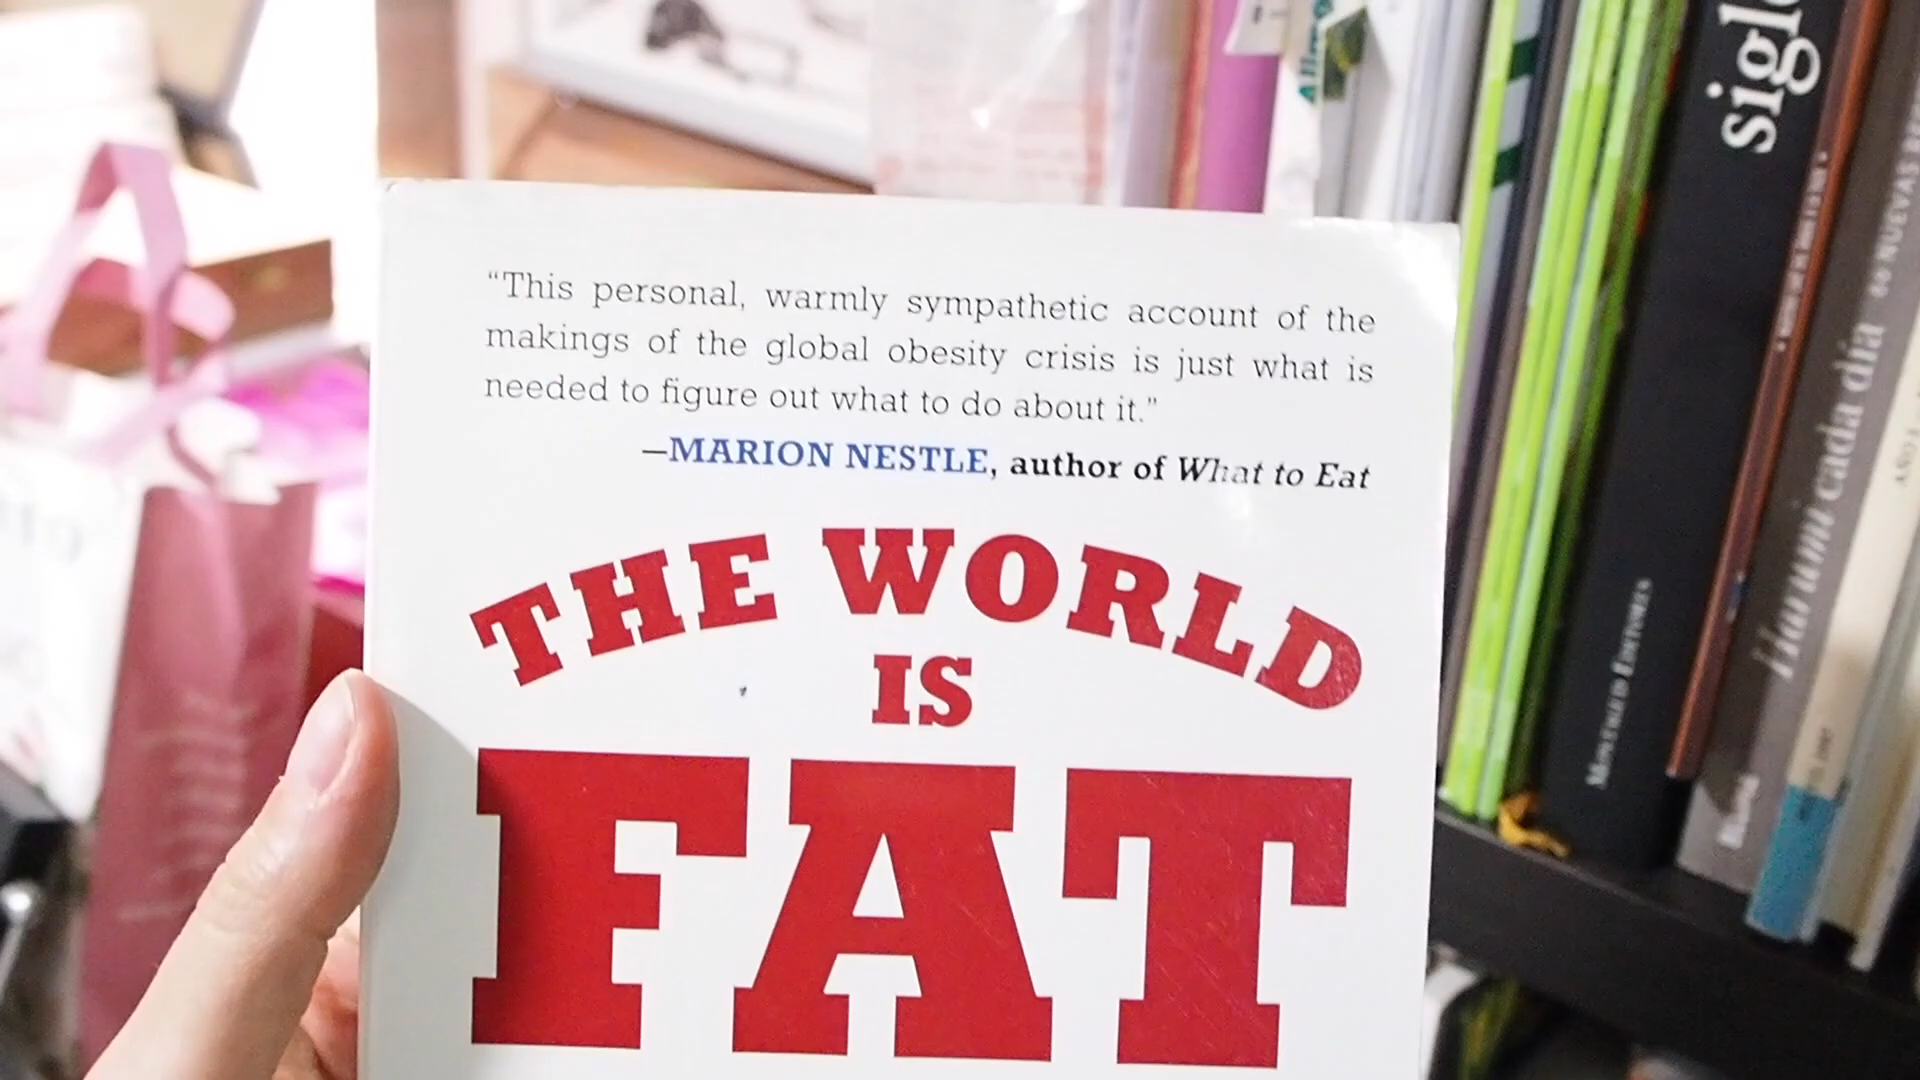 “This personal, warmly sympathetic account of the
makings of the global obesity crisis is just what is
needed to figure out what to do about it.”
—MARION NESTLE, author of What to Eat
THE WORLD
IS
FAT
sigl
Hanami cada día